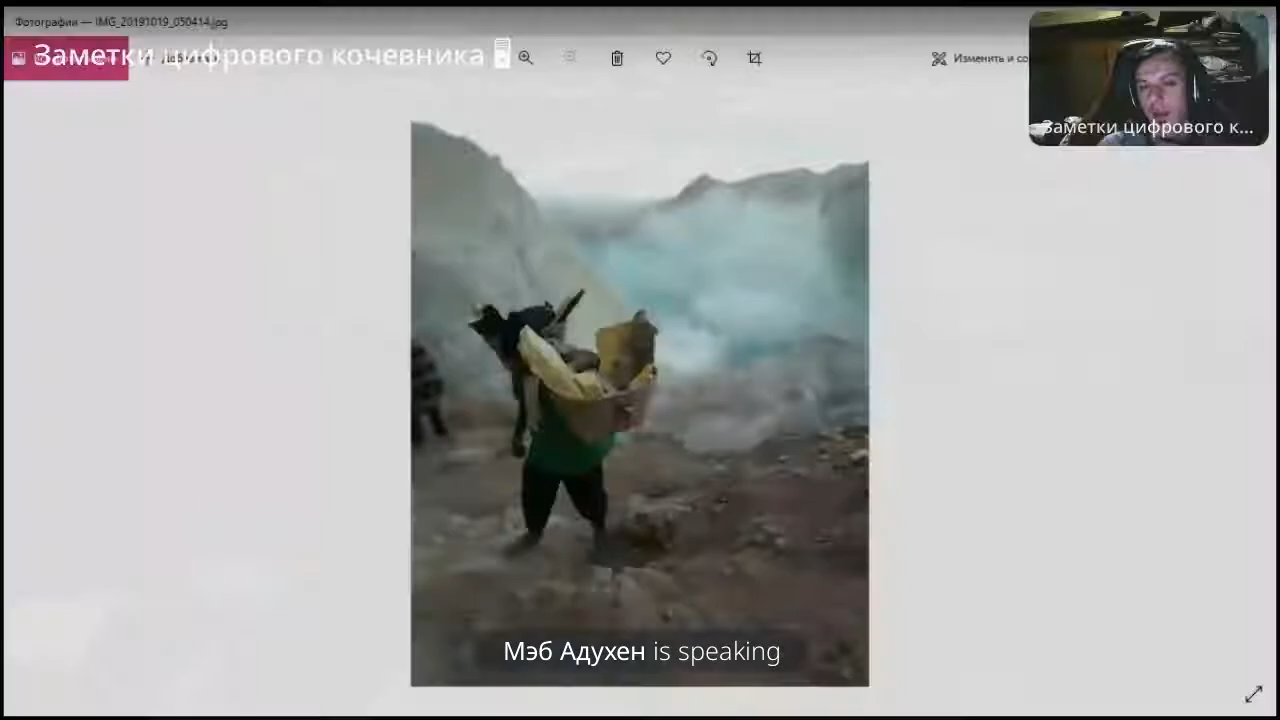 Фотографии — IMG_20191019_050414.jpg
Заметки цифрового кочевника
Изменить и со
Заметки цифрового к...
Мэб Адухен is speaking